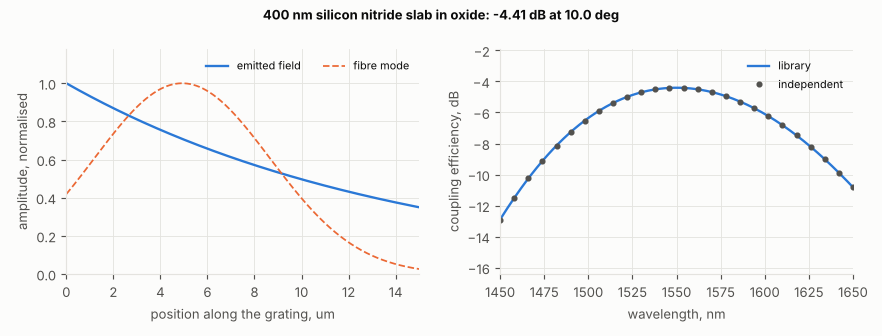 400 nm silicon nitride slab in oxide: -4.41 dB at 10.0 deg
emitted field
fibre mode
amplitude, normalised
1.0
0.8
0.6
0.4
0.2
0.0
0 2 4 6 8 10 12 14
position along the grating, um
library
independent
coupling efficiency, dB
−2
−4
−6
−8
−10
−12
−14
−16
1450 1475 1500 1525 1550 1575 1600 1625 1650
wavelength, nm